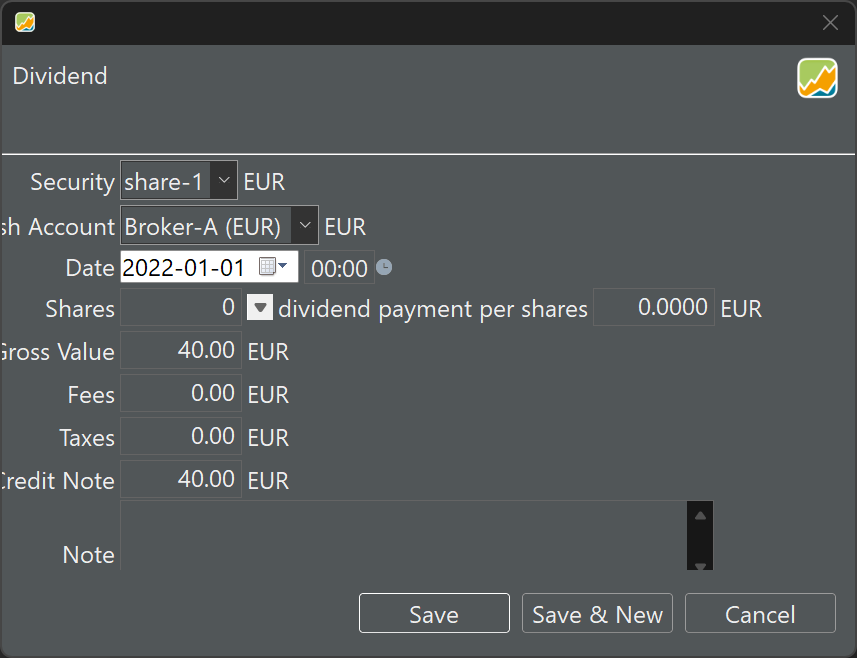 Dividend
Security share-1 EUR
sh Account Broker-A (EUR) EUR
Date 2022-01-01 00:00
Shares 0 dividend payment per shares 0.0000 EUR
Gross Value 40.00 EUR
Fees 0.00 EUR
Taxes 0.00 EUR
Credit Note 40.00 EUR
Note
Save Save & New Cancel